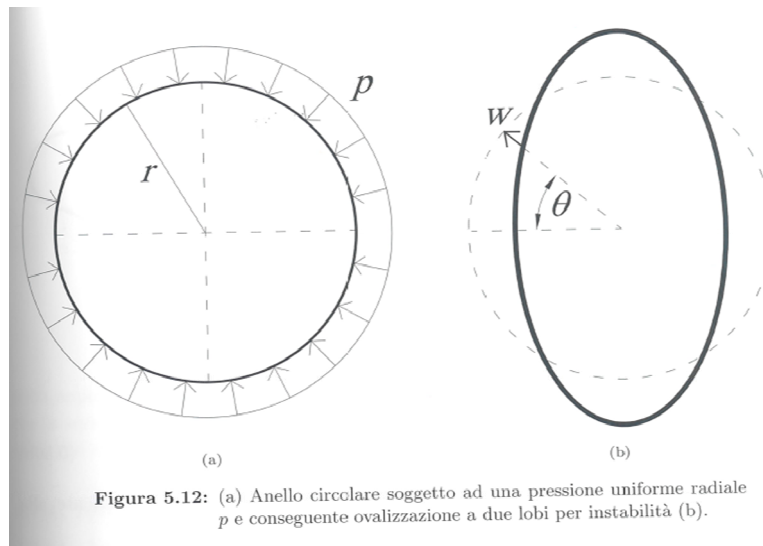 p
r
w
θ
(a)
(b)
Figura 5.12: (a) Anello circolare soggetto ad una pressione uniforme radiale
p e conseguente ovalizzazione a due lobi per instabilità (b).